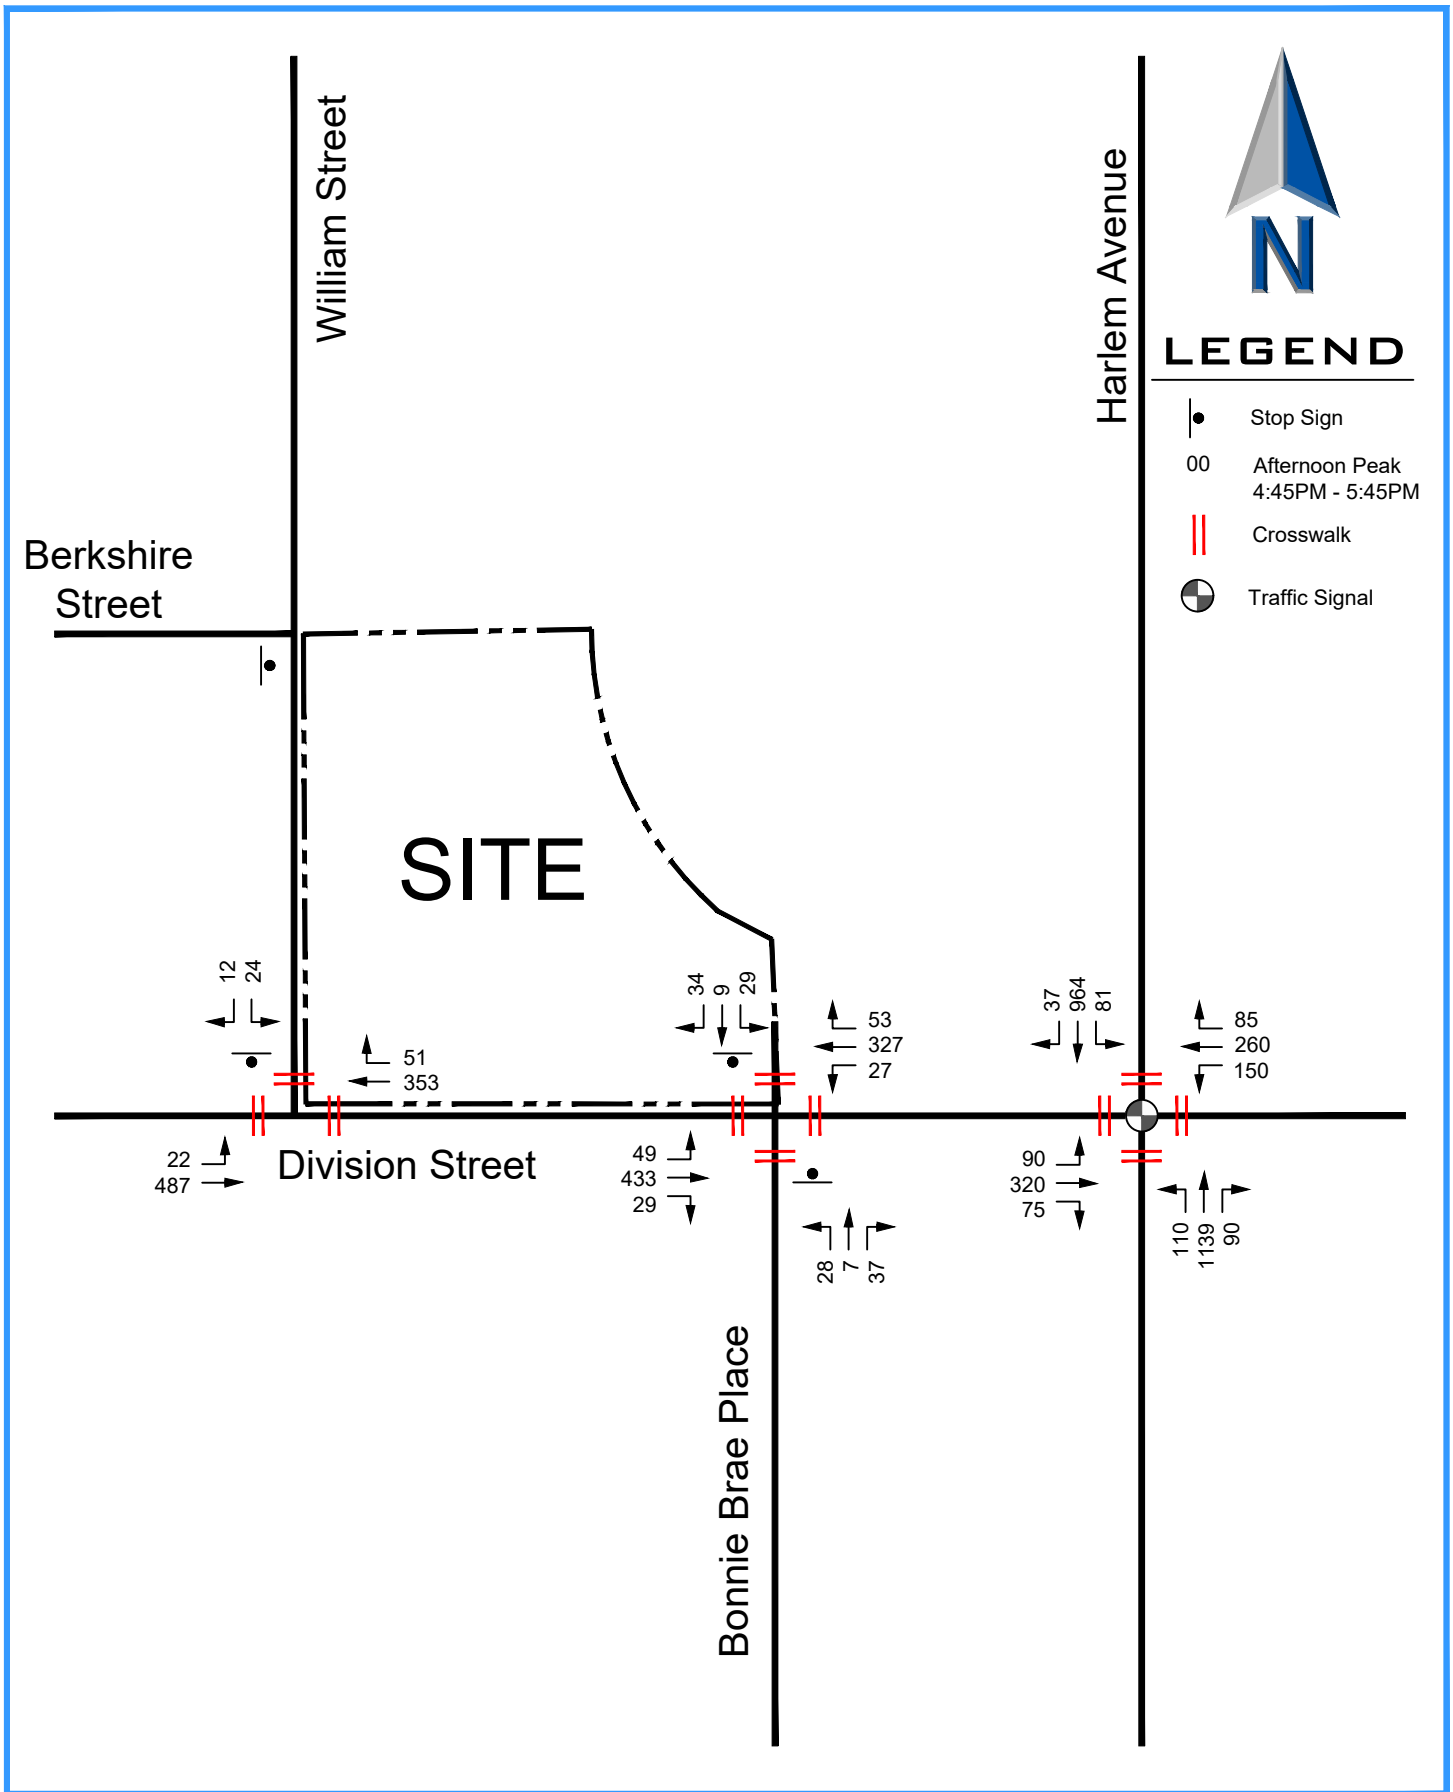 William Street
Harlem Avenue
N
LEGEND
Stop Sign
00
Afternoon Peak
4:45PM - 5:45PM
Crosswalk
Traffic Signal
Berkshire
Street
SITE
12
24
51
353
22
487
Division Street
34
9
29
53
327
27
49
433
29
28
7
37
37
964
81
85
260
150
90
320
75
110
1139
90
Bonnie Brae Place